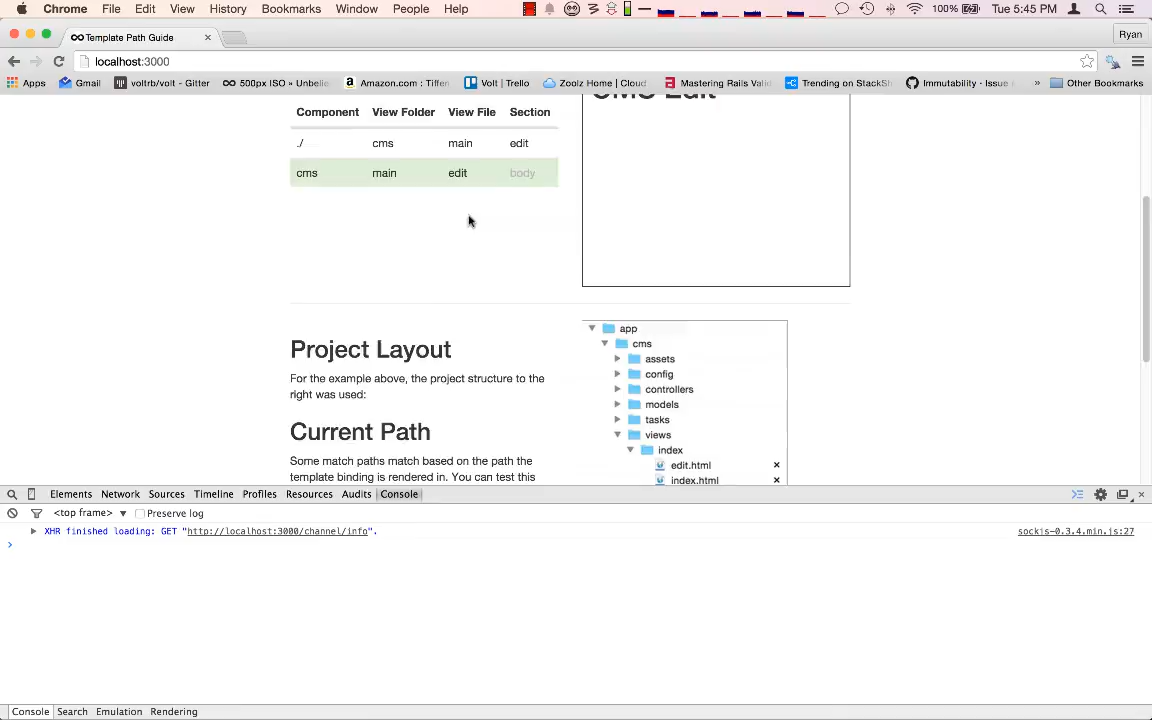 Chrome File Edit View History Bookmarks Window People Help 100% Tue 5:45 PM
Template Path Guide Ryan
localhost:3000
Apps Gmail voltrb/volt - Gitter 500px ISO » Unbelie Amazon.com: Tiffen Volt | Trello Zoolz Home | Cloud Mastering Rails Valid Trending on StackSh Immutability · Issue » Other Bookmarks
CMS Edit
Component View Folder View File Section
./ cms main edit
cms main edit body
Project Layout
For the example above, the project structure to the
right was used:
Current Path
Some match paths match based on the path the
template binding is rendered in. You can test this
app
cms
assets
config
controllers
models
tasks
views
index
edit.html
index.html
Elements Network Sources Timeline Profiles Resources Audits Console
<top frame> Preserve log
XHR finished loading: GET "http://localhost:3000/channel/info". sockjs-0.3.4.min.js:27
Console Search Emulation Rendering